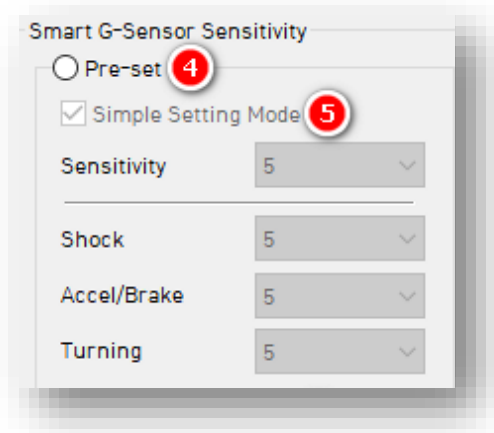 Smart G-Sensor Sensitivity
Pre-set 4
Simple Setting Mode 5
Sensitivity 5
Shock 5
Accel/Brake 5
Turning 5